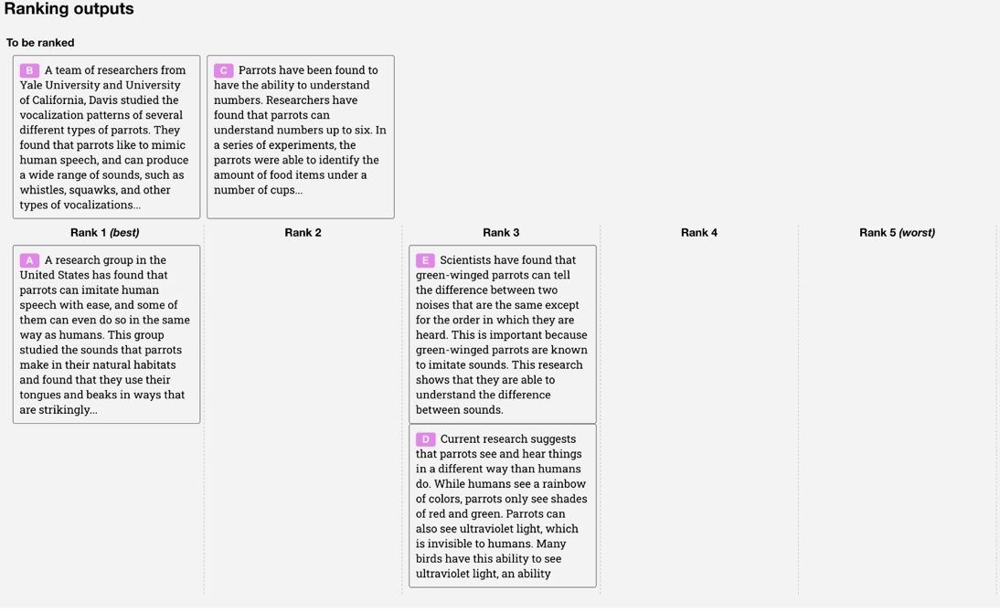 Ranking outputs
To be ranked
B A team of researchers from
Yale University and University
of California, Davis studied the
vocalization patterns of several
different types of parrots. They
found that parrots like to mimic
human speech, and can produce
a wide range of sounds, such as
whistles, squawks, and other
types of vocalizations...
C Parrots have been found to
have the ability to understand
numbers. Researchers have
found that parrots can
understand numbers up to six. In
a series of experiments, the
parrots were able to identify the
amount of food items under a
number of cups...
Rank 1 (best)
Rank 2
Rank 3
Rank 4
Rank 5 (worst)
A A research group in the
United States has found that
parrots can imitate human
speech with ease, and some of
them can even do so in the same
way as humans. This group
studied the sounds that parrots
make in their natural habitats
and found that they use their
tongues and beaks in ways that
are strikingly...
E Scientists have found that
green-winged parrots can tell
the difference between two
noises that are the same except
for the order in which they are
heard. This is important because
green-winged parrots are known
to imitate sounds. This research
shows that they are able to
understand the difference
between sounds.
D Current research suggests
that parrots see and hear things
in a different way than humans
do. While humans see a rainbow
of colors, parrots only see shades
of red and green. Parrots can
also see ultraviolet light, which
is invisible to humans. Many
birds have this ability to see
ultraviolet light, an ability